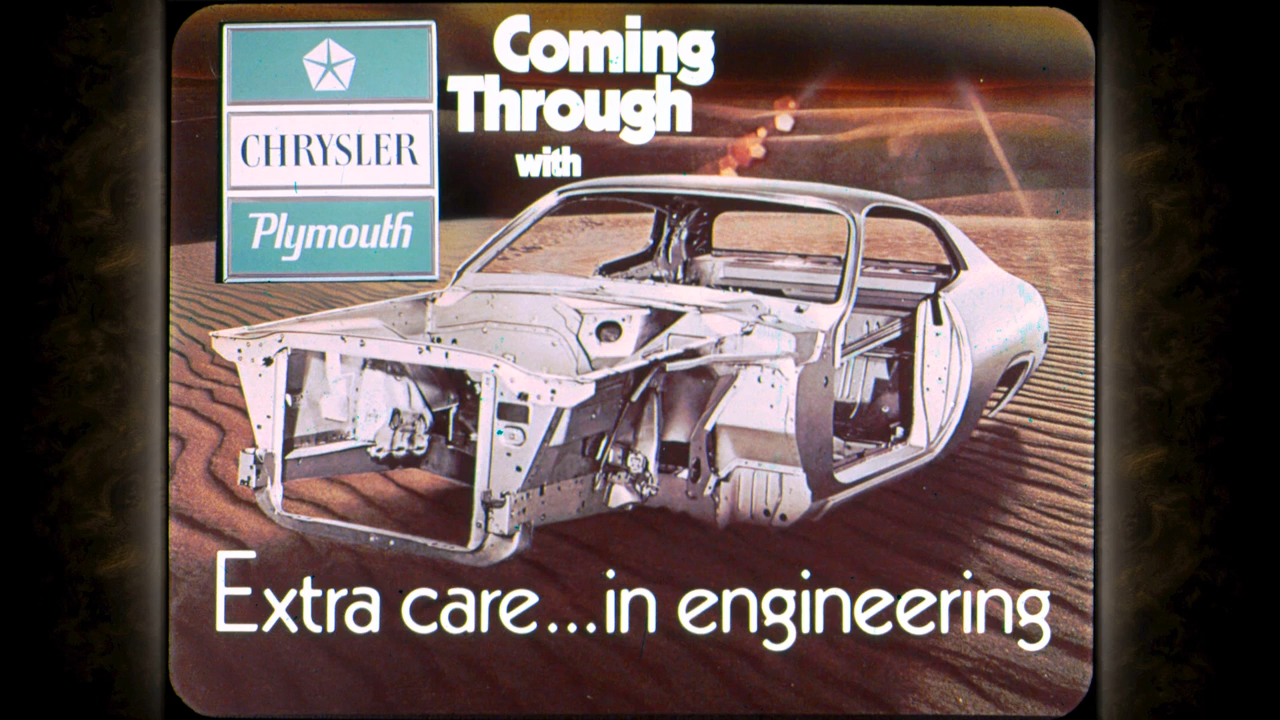 CHRYSLER
Plymouth
Coming
Through
with
Extra care...in engineering